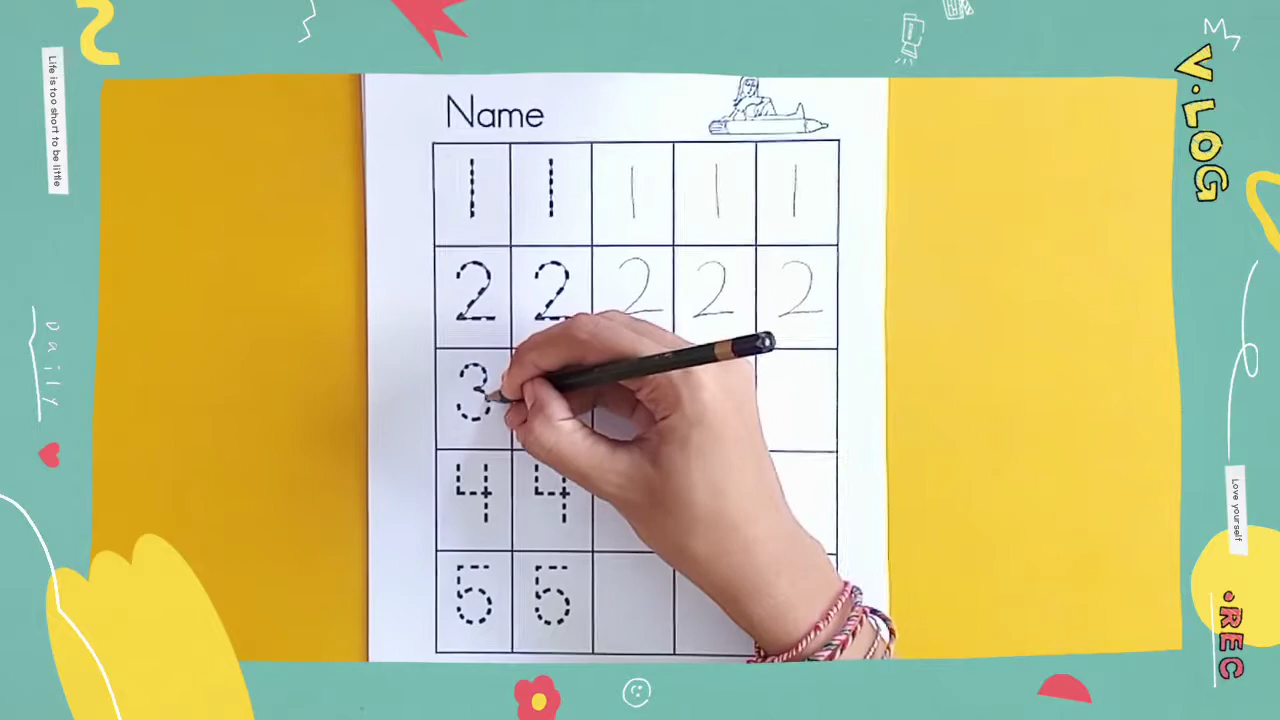 Life is too short to be little
V.LOG
Name
1 1 1 1 1
2 2 2 2 2
3
4 4
5 5
Daily
Love yourself
.REC